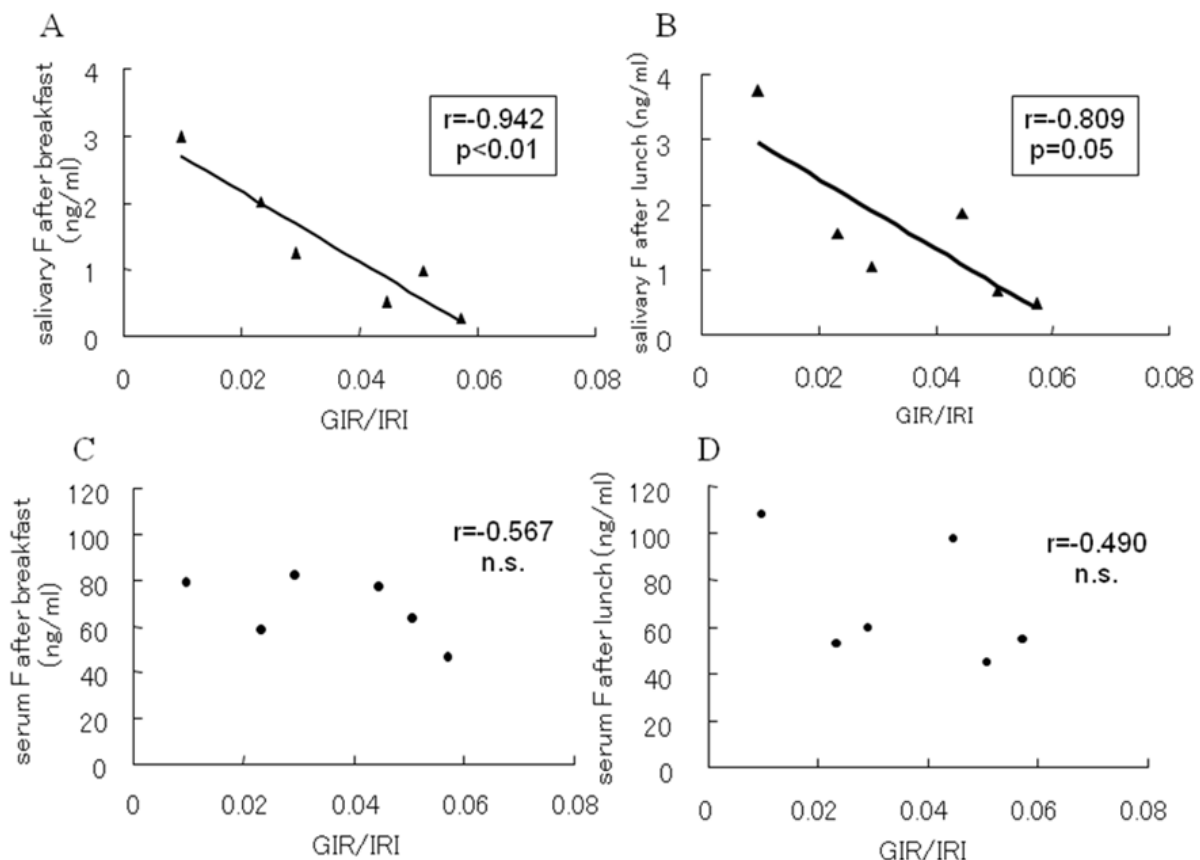 A
salivary F after breakfast
(ng/ml)
4
3
2
1
0
r=-0.942
p<0.01
0 0.02 0.04 0.06 0.08
GIR/IRI
B
salivary F after lunch (ng/ml)
4
3
2
1
0
r=-0.809
p=0.05
0 0.02 0.04 0.06 0.08
GIR/IRI
C
serum F after breakfast
(ng/ml)
120
100
80
60
40
20
0
r=-0.567
n.s.
0 0.02 0.04 0.06 0.08
GIR/IRI
D
serum F after lunch (ng/ml)
120
100
80
60
40
20
0
r=-0.490
n.s.
0 0.02 0.04 0.06 0.08
GIR/IRI